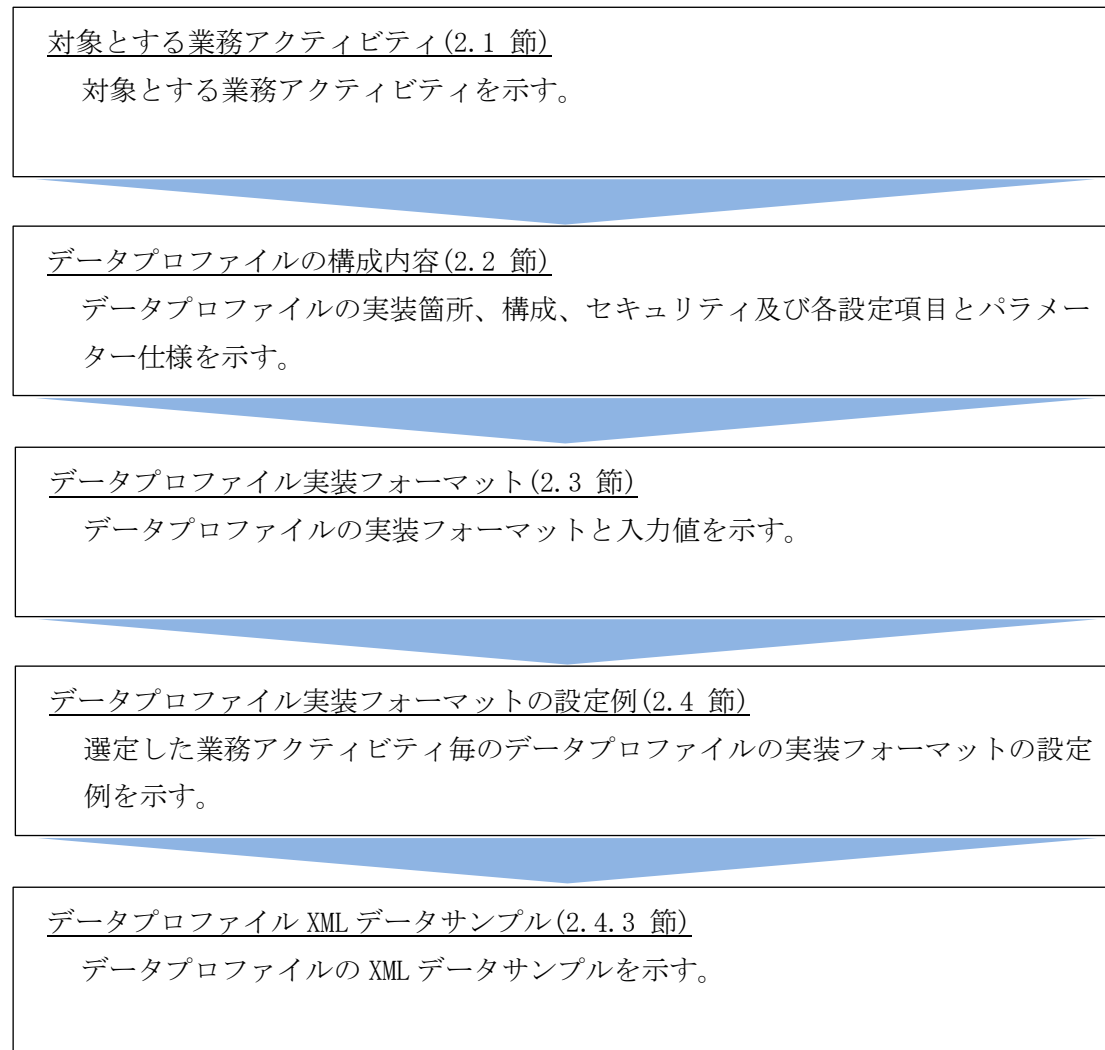 対象とする業務アクティビティ(2.1 節)
対象とする業務アクティビティを示す。
データプロファイルの構成内容(2.2 節)
データプロファイルの実装箇所、構成、セキュリティ及び各設定項目とパラメー
ター仕様を示す。
データプロファイル実装フォーマット(2.3 節)
データプロファイルの実装フォーマットと入力値を示す。
データプロファイル実装フォーマットの設定例(2.4 節)
選定した業務アクティビティ毎のデータプロファイルの実装フォーマットの設定
例を示す。
データプロファイル XML データサンプル(2.4.3 節)
データプロファイルの XML データサンプルを示す。